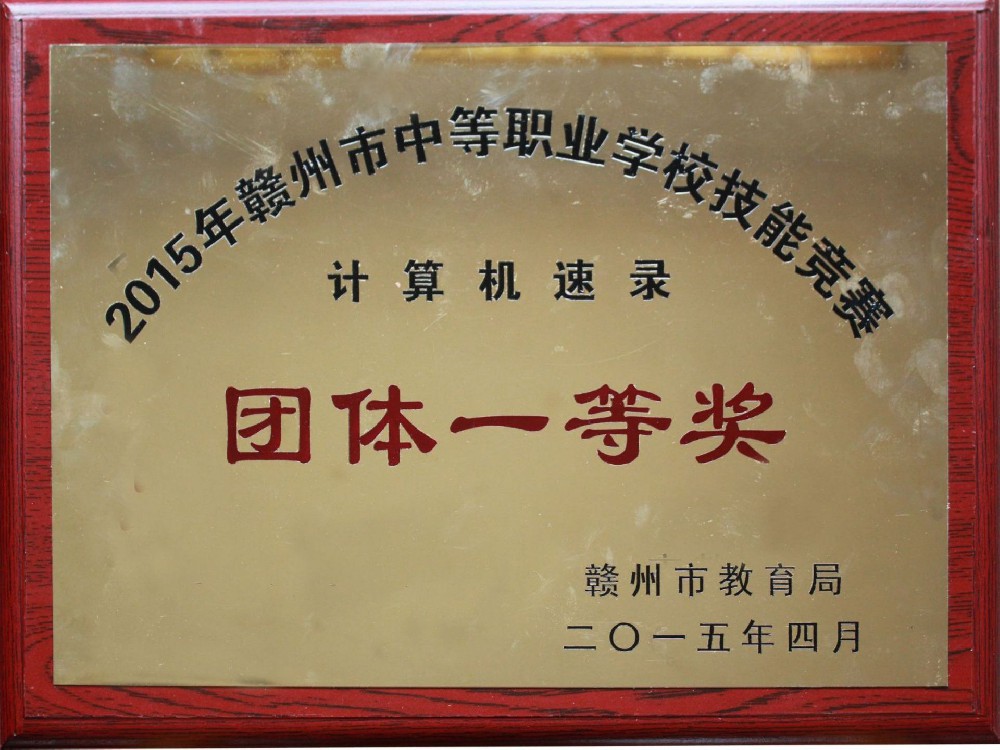 2015年赣州市中等职业学校技能竞赛
计算机速录
团体一等奖
赣州市教育局
二〇一五年四月